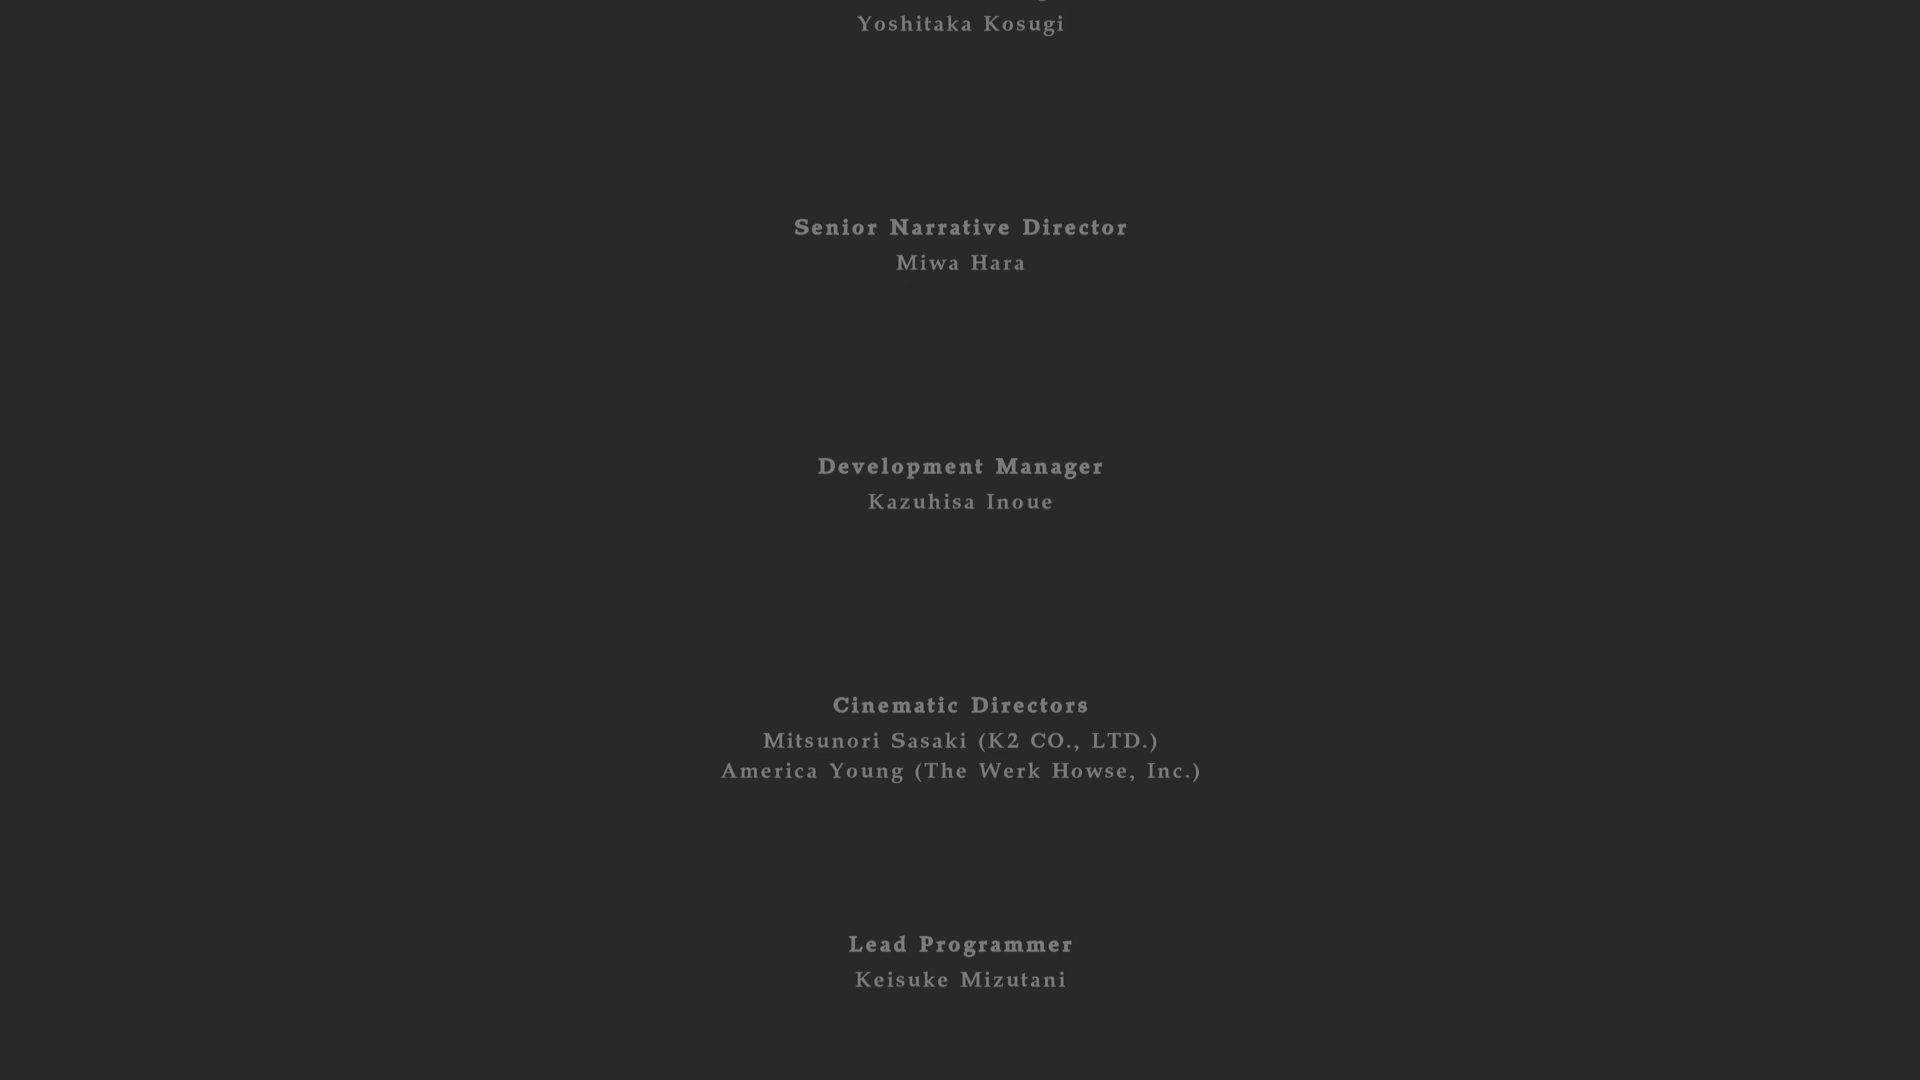 Yoshitaka Kosugi
Senior Narrative Director
Miwa Hara
Development Manager
Kazuhisa Inoue
Cinematic Directors
Mitsunori Sasaki (K2 CO., LTD.)
America Young (The Werk Howse, Inc.)
Lead Programmer
Keisuke Mizutani